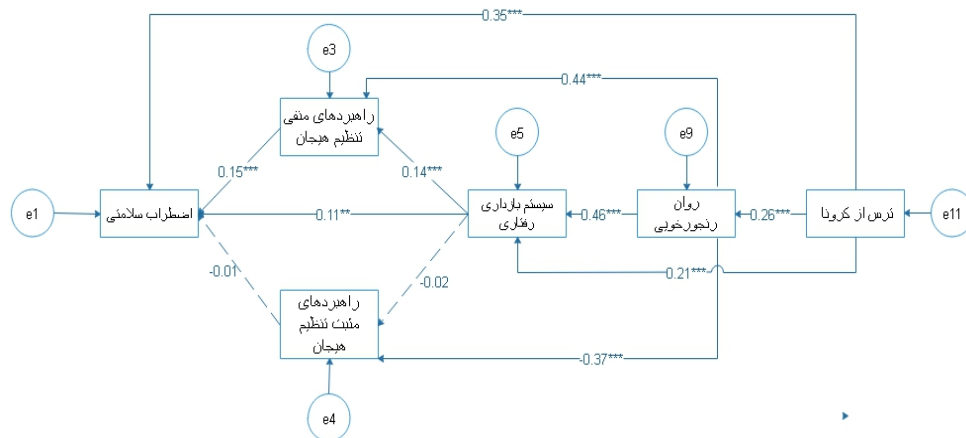 0.35***
e3
0.44***
راهبردهای منفی
تنظیم هیجان
e5
e9
0.15***
0.14***
e1
اضطراب سلامتی
0.11**
سیستم بازداری
رفتاری
0.46***
روان
رنجورخویی
0.26***
ترس از کرونا
e11
-0.01
-0.02
0.21***
راهبردهای
مثبت تنظیم
هیجان
-0.37***
e4